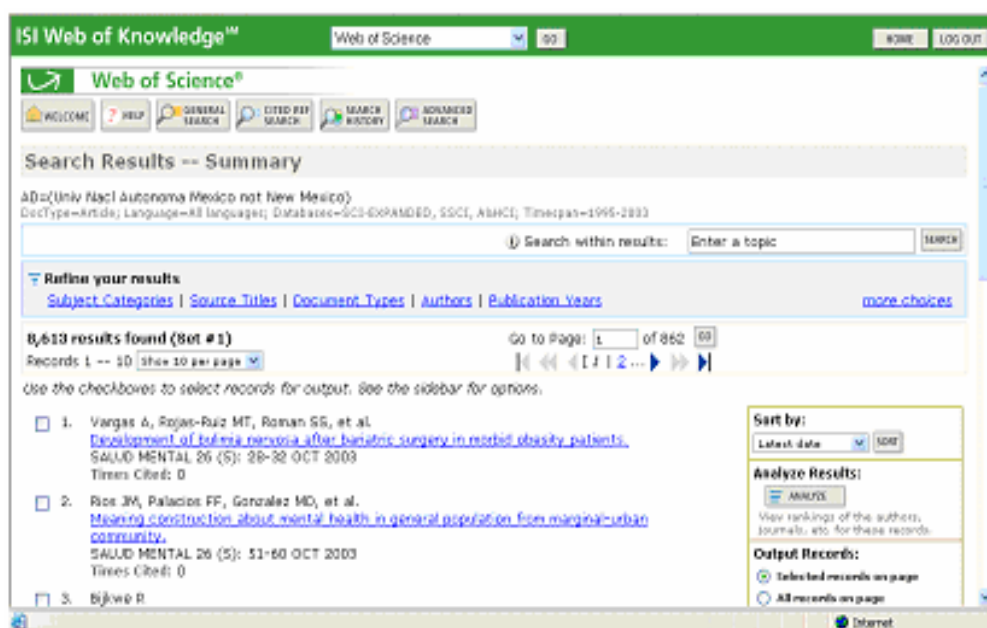 ISI Web of Knowledge℠ Web of Science GO HOME LOG OUT
Web of Science®
WELCOME ? HELP GENERAL SEARCH CITED REF SEARCH SEARCH HISTORY ADVANCED SEARCH
Search Results -- Summary
AD=(Univ Nacl Autonoma Mexico not New Mexico)
DocType=Article; Language=All languages; Databases=SCI-EXPANDED, SSCI, A&HCI; Timespan=1995-2003
Search within results: Enter a topic SEARCH
Refine your results
Subject Categories | Source Titles | Document Types | Authors | Publication Years more choices
8,613 results found (Set #1) Go to Page: 1 of 862 GO
Records 1 -- 10 Show 10 per page [ 1 | 2 ...
Use the checkboxes to select records for output. See the sidebar for options.
1. Vargas A, Rojas-Ruiz MT, Roman SS, et al.
Development of bulimia nervosa after bariatric surgery in morbid obesity patients.
SALUD MENTAL 26 (5): 28-32 OCT 2003
Times Cited: 0
2. Rios JM, Palacios FF, Gonzalez MD, et al.
Meaning construction about mental health in general population from marginal-urban
community.
SALUD MENTAL 26 (5): 51-60 OCT 2003
Times Cited: 0
3. Bijkwe R
Sort by:
Latest date SORT
Analyze Results:
ANALYZE
View rankings of the authors,
journals, etc. for these records.
Output Records:
Selected records on page
All records on page
Internet